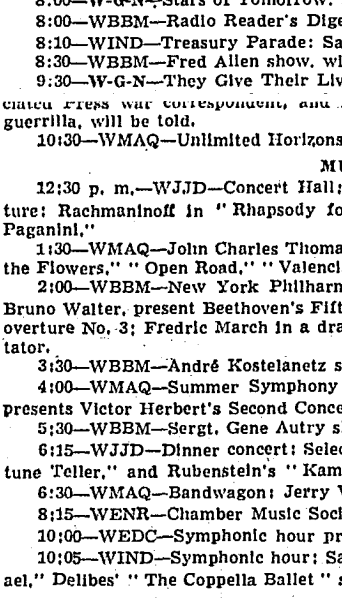 8:00—W-G-N—Stars of Tomorrow.
8:00—WBBM—Radio Reader's Dige
8:10—WIND—Treasury Parade: Sa
8:30—WBBM—Fred Allen show, wi
9:30—W-G-N—They Give Their Liv
ciated Press war correspondent, and
guerrilla, will be told.
10:30—WMAQ—Unlimited Horizons
MU
12:30 p. m.—WJJD—Concert Hall:
ture: Rachmaninoff in "Rhapsody fo
Paganini."
1:30—WMAQ—John Charles Thoma
the Flowers," "Open Road," "Valenci
2:00—WBBM—New York Philharm
Bruno Walter, present Beethoven's Fift
overture No. 3; Fredric March in a dra
tator.
3:30—WBBM—André Kostelanetz s
4:00—WMAQ—Summer Symphony
presents Victor Herbert's Second Conce
5:30—WBBM—Sergt. Gene Autry s
6:15—WJJD—Dinner concert: Selec
tune Teller," and Rubenstein's "Kam
6:30—WMAQ—Bandwagon: Jerry W
8:15—WENR—Chamber Music Soci
10:00—WEDC—Symphonic hour pr
10:05—WIND—Symphonic hour: Sa
ael," Delibes' "The Coppella Ballet" s